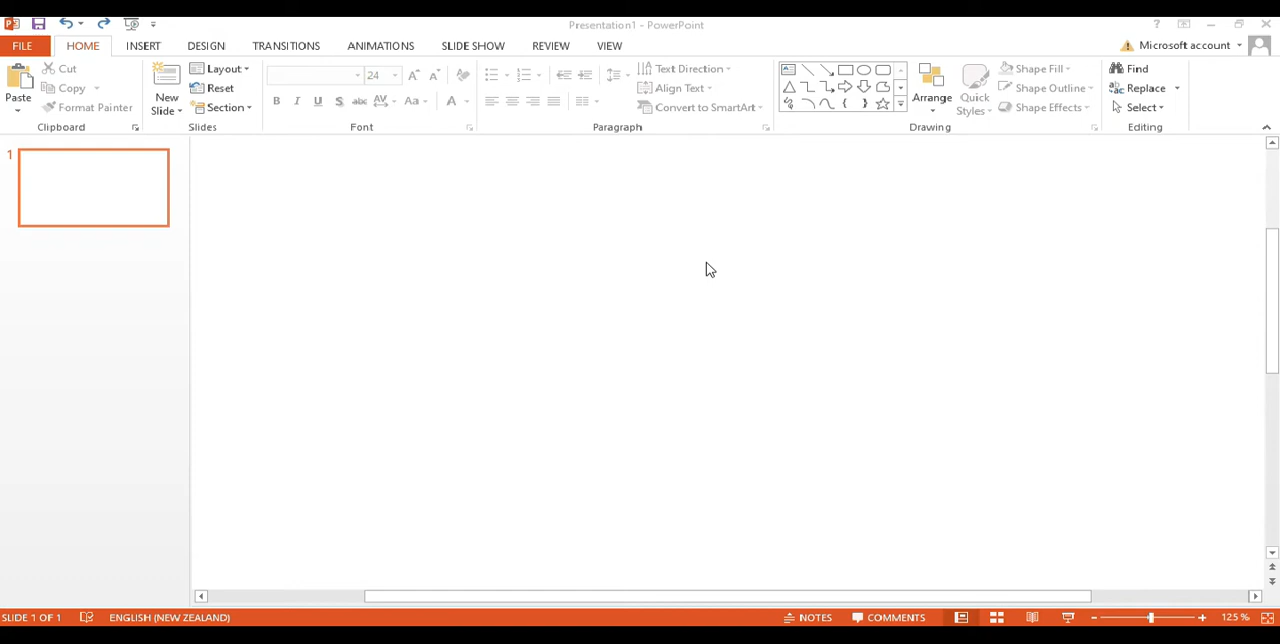 Presentation1 - PowerPoint
FILE HOME INSERT DESIGN TRANSITIONS ANIMATIONS SLIDE SHOW REVIEW VIEW Microsoft account
Paste Cut Copy Format Painter
Clipboard
New Slide Layout Reset Section
Slides
24
B I U S abc AV Aa A
Font
Text Direction Align Text Convert to SmartArt
Paragraph
Arrange Quick Styles Shape Fill Shape Outline Shape Effects
Drawing
Find Replace Select
Editing
1
SLIDE 1 OF 1 ENGLISH (NEW ZEALAND) NOTES COMMENTS 125 %